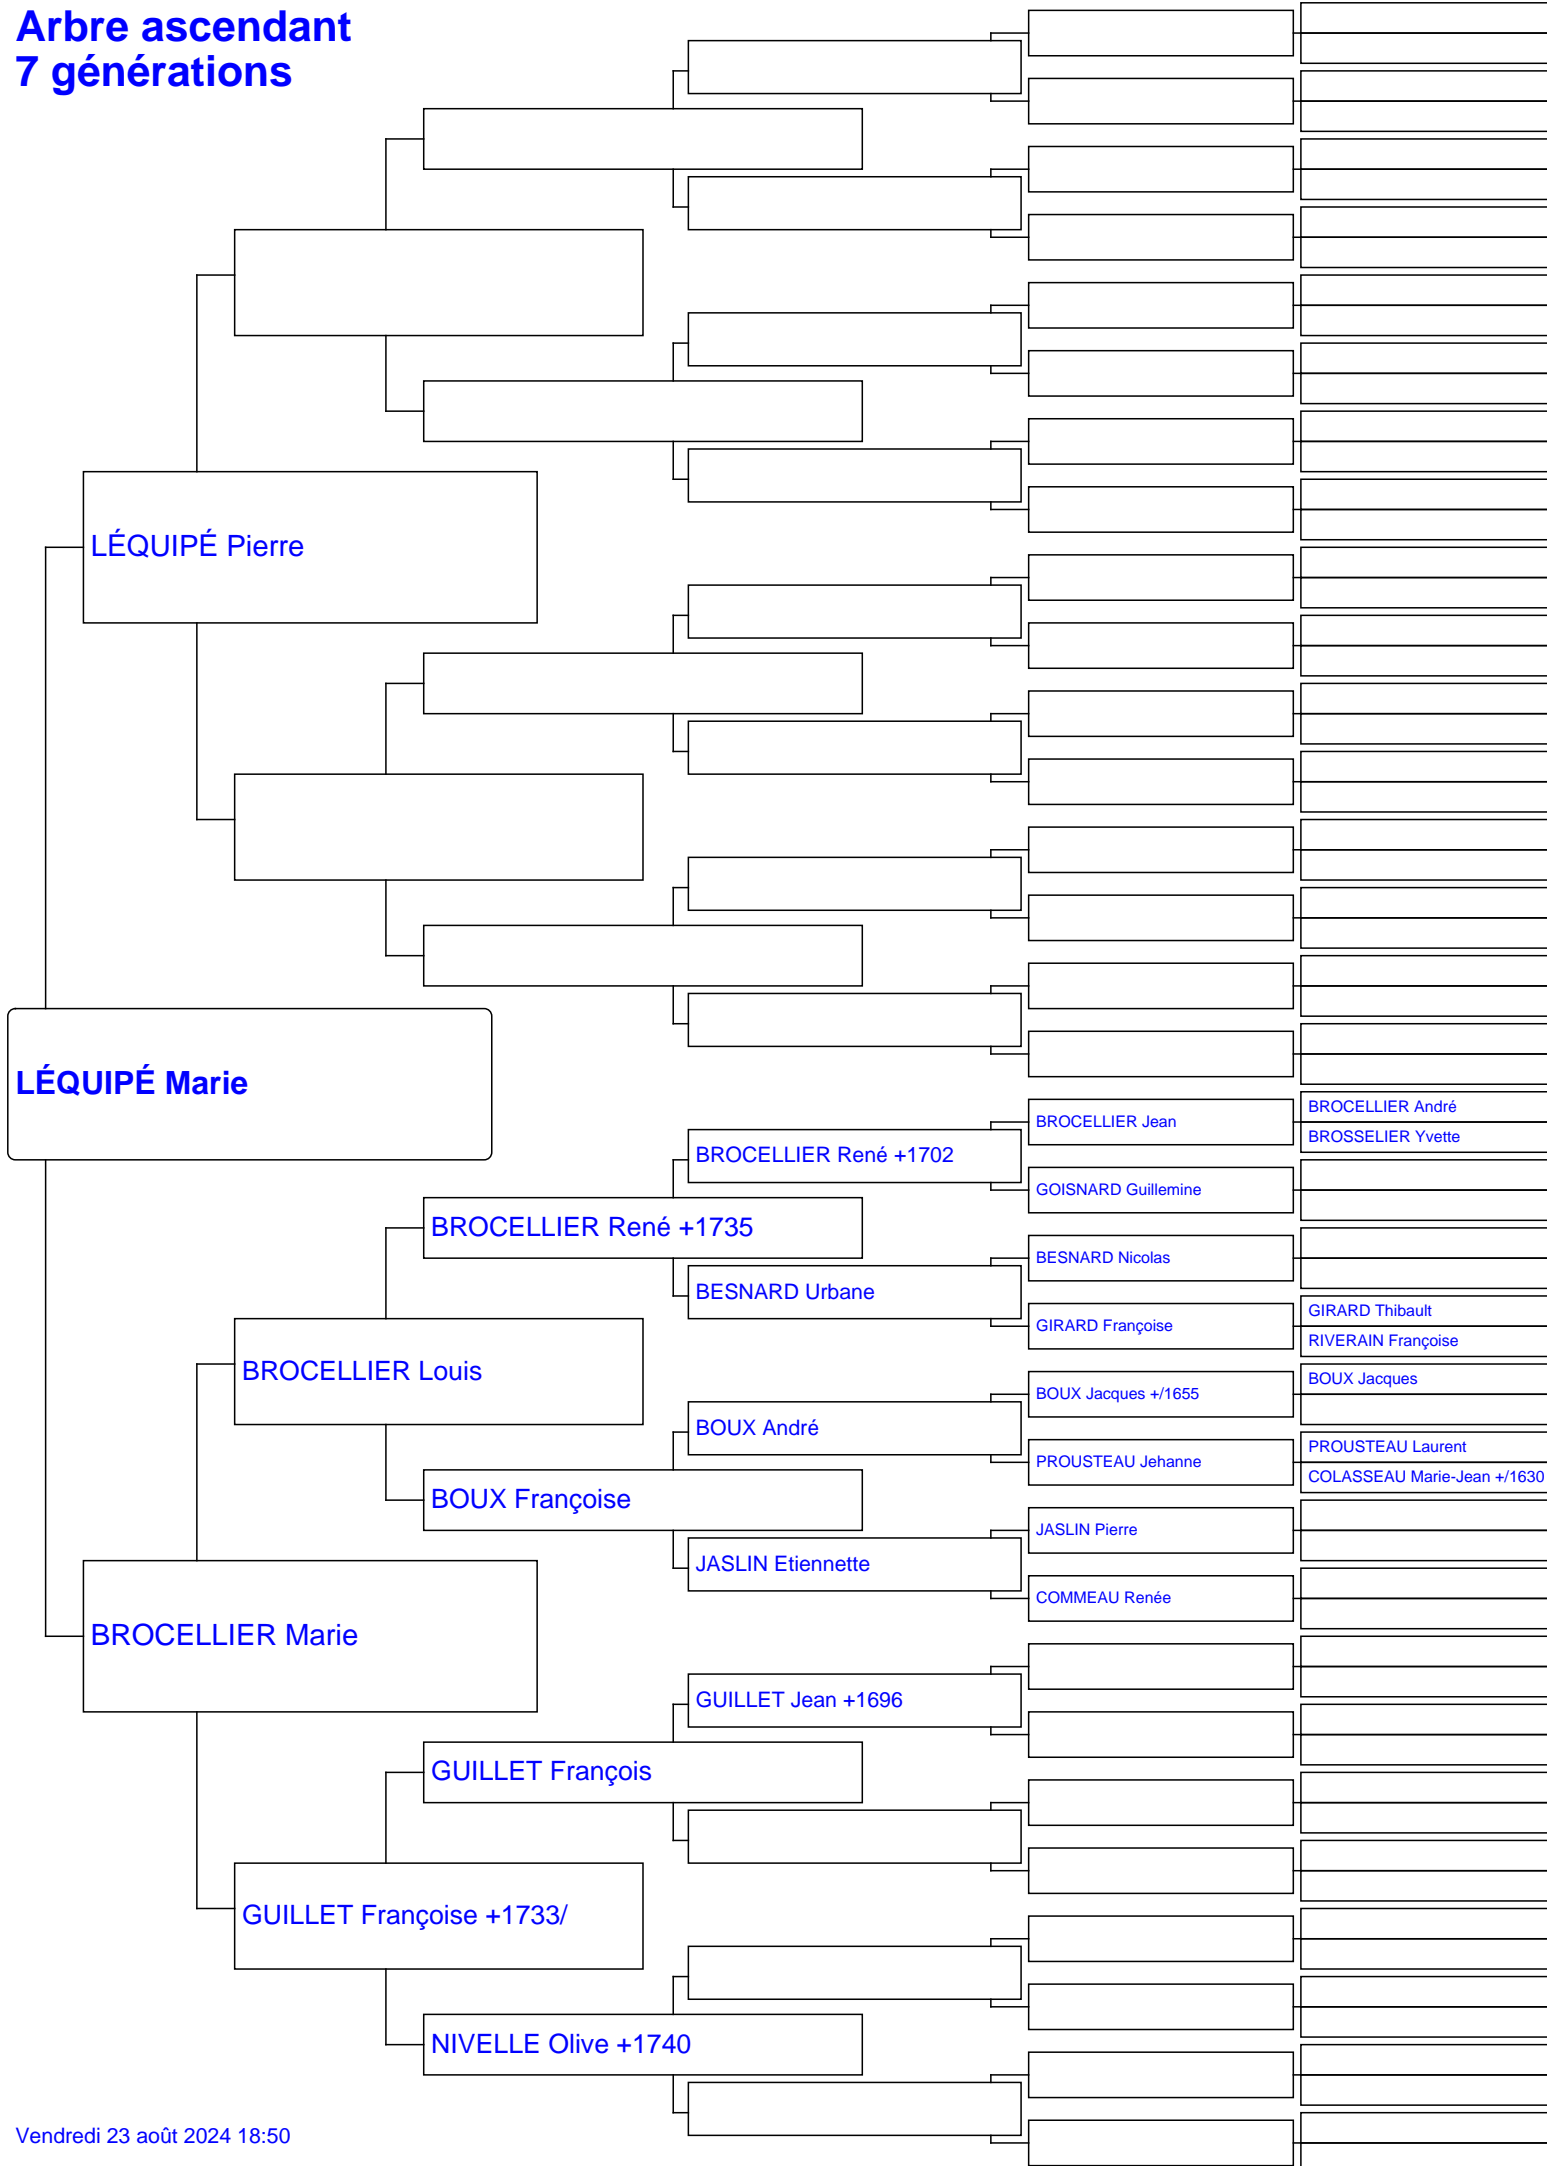 Arbre ascendant
7 générations
LÉQUIPÉ Pierre
LÉQUIPÉ Marie
BROCELLIER André
BROCELLIER Jean
BROSSELIER Yvette
BROCELLIER René +1702
GOISNARD Guillemine
BROCELLIER René +1735
BESNARD Nicolas
BESNARD Urbane
GIRARD Thibault
GIRARD Françoise
RIVERAIN Françoise
BROCELLIER Louis
BOUX Jacques
BOUX Jacques +/1655
BOUX André
PROUSTEAU Laurent
PROUSTEAU Jehanne
COLASSEAU Marie-Jean +/1630
BOUX Françoise
JASLIN Pierre
JASLIN Etiennette
COMMEAU Renée
BROCELLIER Marie
GUILLET Jean +1696
GUILLET François
GUILLET Françoise +1733/
NIVELLE Olive +1740
Vendredi 23 août 2024 18:50